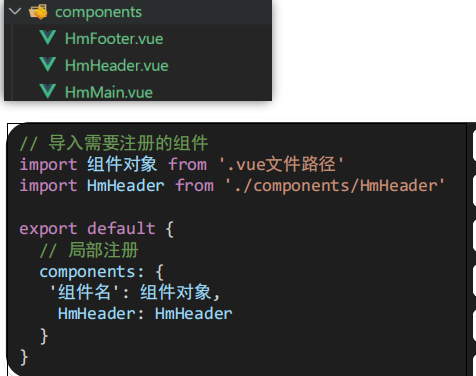 components
HmFooter.vue
HmHeader.vue
HmMain.vue
// 导入需要注册的组件
import 组件对象 from '.vue文件路径'
import HmHeader from './components/HmHeader'
export default {
// 局部注册
components: {
'组件名': 组件对象,
HmHeader: HmHeader
}
}